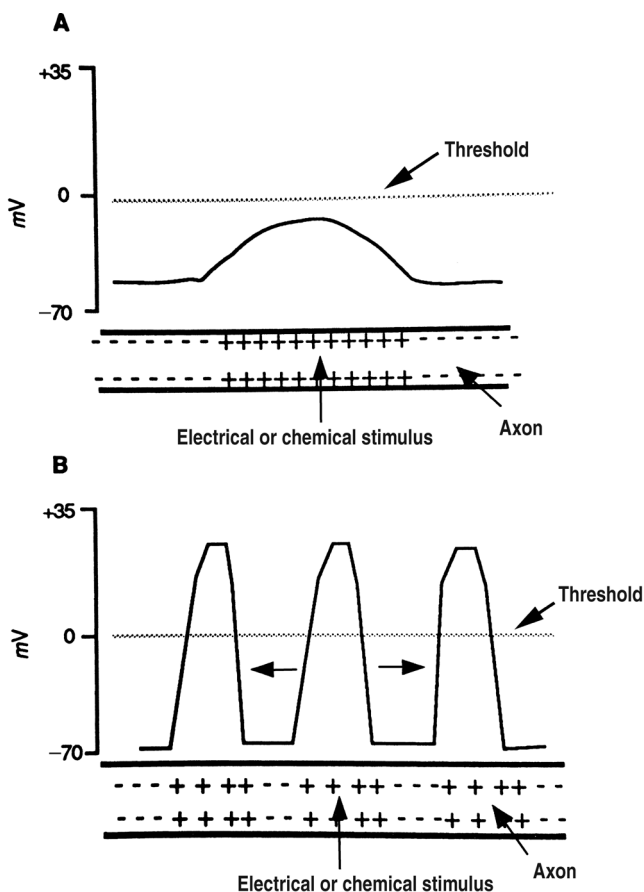 A
+35
Threshold
0
mV
−70
- - - - - - - +++++++++++ - - - - - -
- - - - - - - +++++++++++ - - - - - -
Axon
Electrical or chemical stimulus
B
+35
Threshold
0
mV
−70
- - - - + + ++ - - - + + ++ - - - - + + ++ - -
- - - - + + ++ - - - + + ++ - - - - + + ++ - -
Axon
Electrical or chemical stimulus